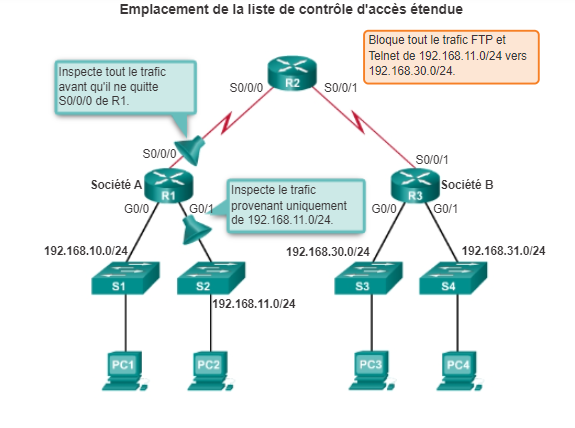 Emplacement de la liste de contrôle d'accès étendue
Bloque tout le trafic FTP et
Telnet de 192.168.11.0/24 vers
192.168.30.0/24.
Inspecte tout le trafic
avant qu'il ne quitte
S0/0/0 de R1.
S0/0/0
R2
S0/0/1
S0/0/0
S0/0/1
Société A
R1
Inspecte le trafic
provenant uniquement
de 192.168.11.0/24.
R3
Société B
G0/0
G0/1
G0/0
G0/1
192.168.10.0/24
192.168.30.0/24
192.168.31.0/24
S1
S2
S3
S4
192.168.11.0/24
PC1
PC2
PC3
PC4